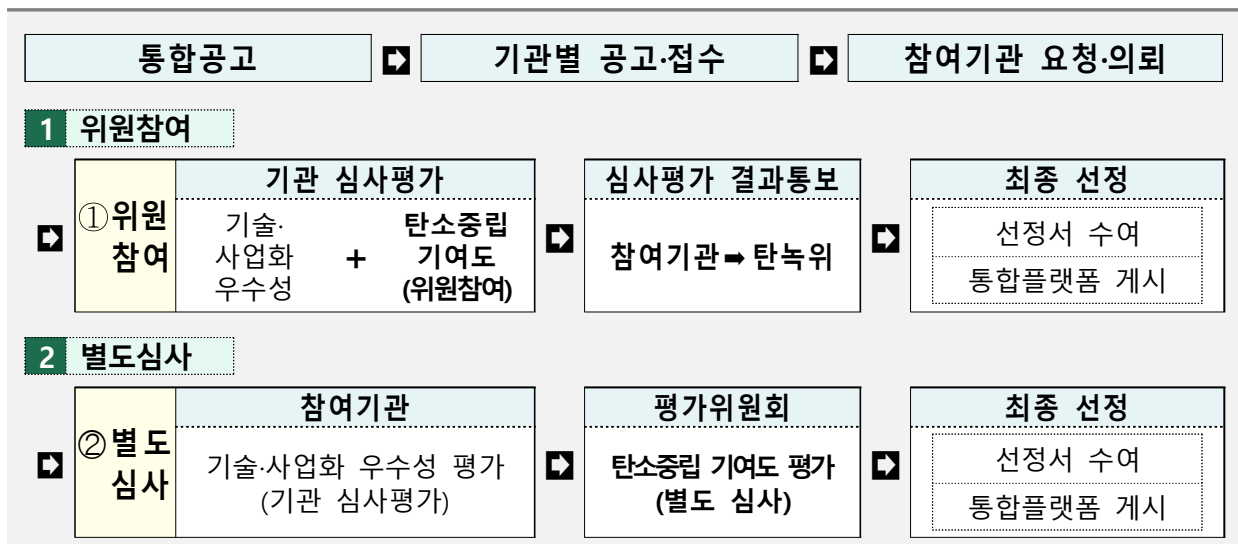 통합공고 ➡ 기관별 공고·접수 ➡ 참여기관 요청·의뢰
1 위원참여
①위원
참여
기관 심사평가
기술·
사업화
우수성
+
탄소중립
기여도
(위원참여)
심사평가 결과통보
참여기관➡탄녹위
최종 선정
선정서 수여
통합플랫폼 게시
2 별도심사
②별도
심사
참여기관
기술·사업화 우수성 평가
(기관 심사평가)
평가위원회
탄소중립 기여도 평가
(별도 심사)
최종 선정
선정서 수여
통합플랫폼 게시